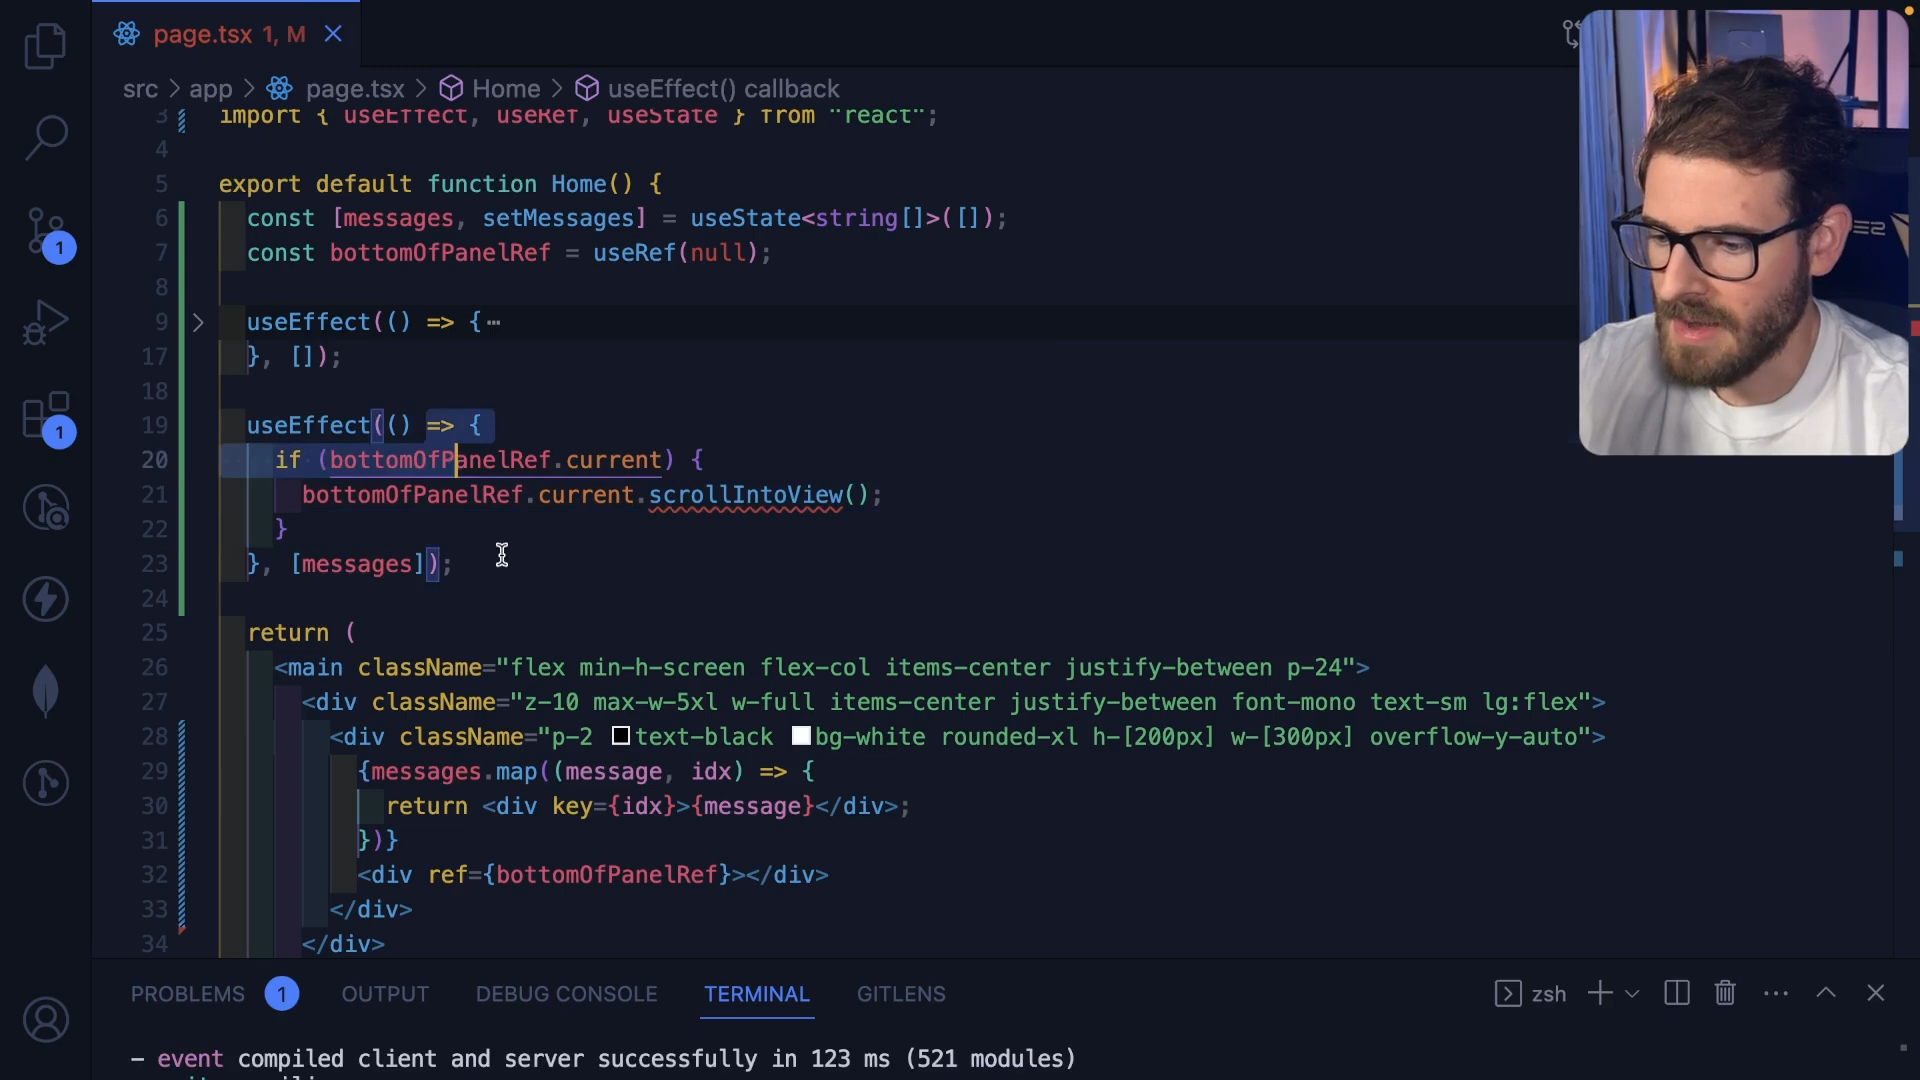 page.tsx 1, M
src > app > page.tsx > Home > useEffect() callback
3 import { useEffect, useRef, useState } from "react";
4
5 export default function Home() {
6 const [messages, setMessages] = useState<string[]>([]);
7 const bottomOfPanelRef = useRef(null);
8
9 useEffect(() => {⋯
17 }, []);
18
19 useEffect(() => {
20 if (bottomOfPanelRef.current) {
21 bottomOfPanelRef.current.scrollIntoView();
22 }
23 }, [messages]);
24
25 return (
26 <main className="flex min-h-screen flex-col items-center justify-between p-24">
27 <div className="z-10 max-w-5xl w-full items-center justify-between font-mono text-sm lg:flex">
28 <div className="p-2 text-black bg-white rounded-xl h-[200px] w-[300px] overflow-y-auto">
29 {messages.map((message, idx) => {
30 return <div key={idx}>{message}</div>;
31 })}
32 <div ref={bottomOfPanelRef}></div>
33 </div>
34 </div>
1
1
PROBLEMS 1 OUTPUT DEBUG CONSOLE TERMINAL GITLENS zsh
– event compiled client and server successfully in 123 ms (521 modules)